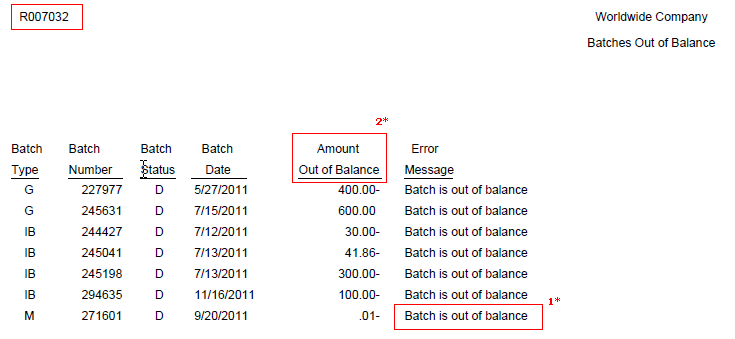 R007032 Worldwide Company
Batches Out of Balance
2*
Batch Batch Batch Batch Amount Error
Type Number Status Date Out of Balance Message
G 227977 D 5/27/2011 400.00- Batch is out of balance
G 245631 D 7/15/2011 600.00 Batch is out of balance
IB 244427 D 7/12/2011 30.00- Batch is out of balance
IB 245041 D 7/13/2011 41.86- Batch is out of balance
IB 245198 D 7/13/2011 300.00- Batch is out of balance
IB 294635 D 11/16/2011 100.00- Batch is out of balance
1*
M 271601 D 9/20/2011 .01- Batch is out of balance